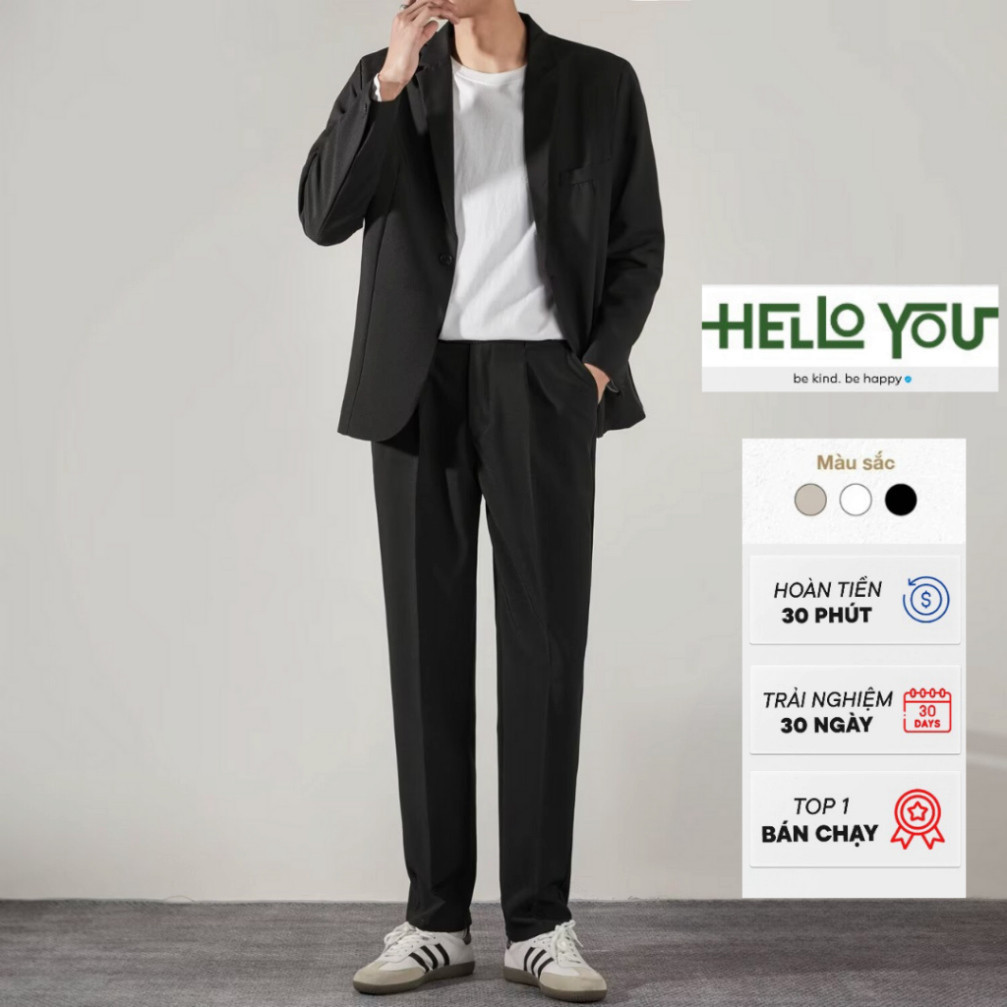 HELLO YOU
be kind. be happy
Màu sắc
HOÀN TIỀN
30 PHÚT
TRẢI NGHIỆM
30 NGÀY
30
DAYS
TOP 1
BÁN CHẠY